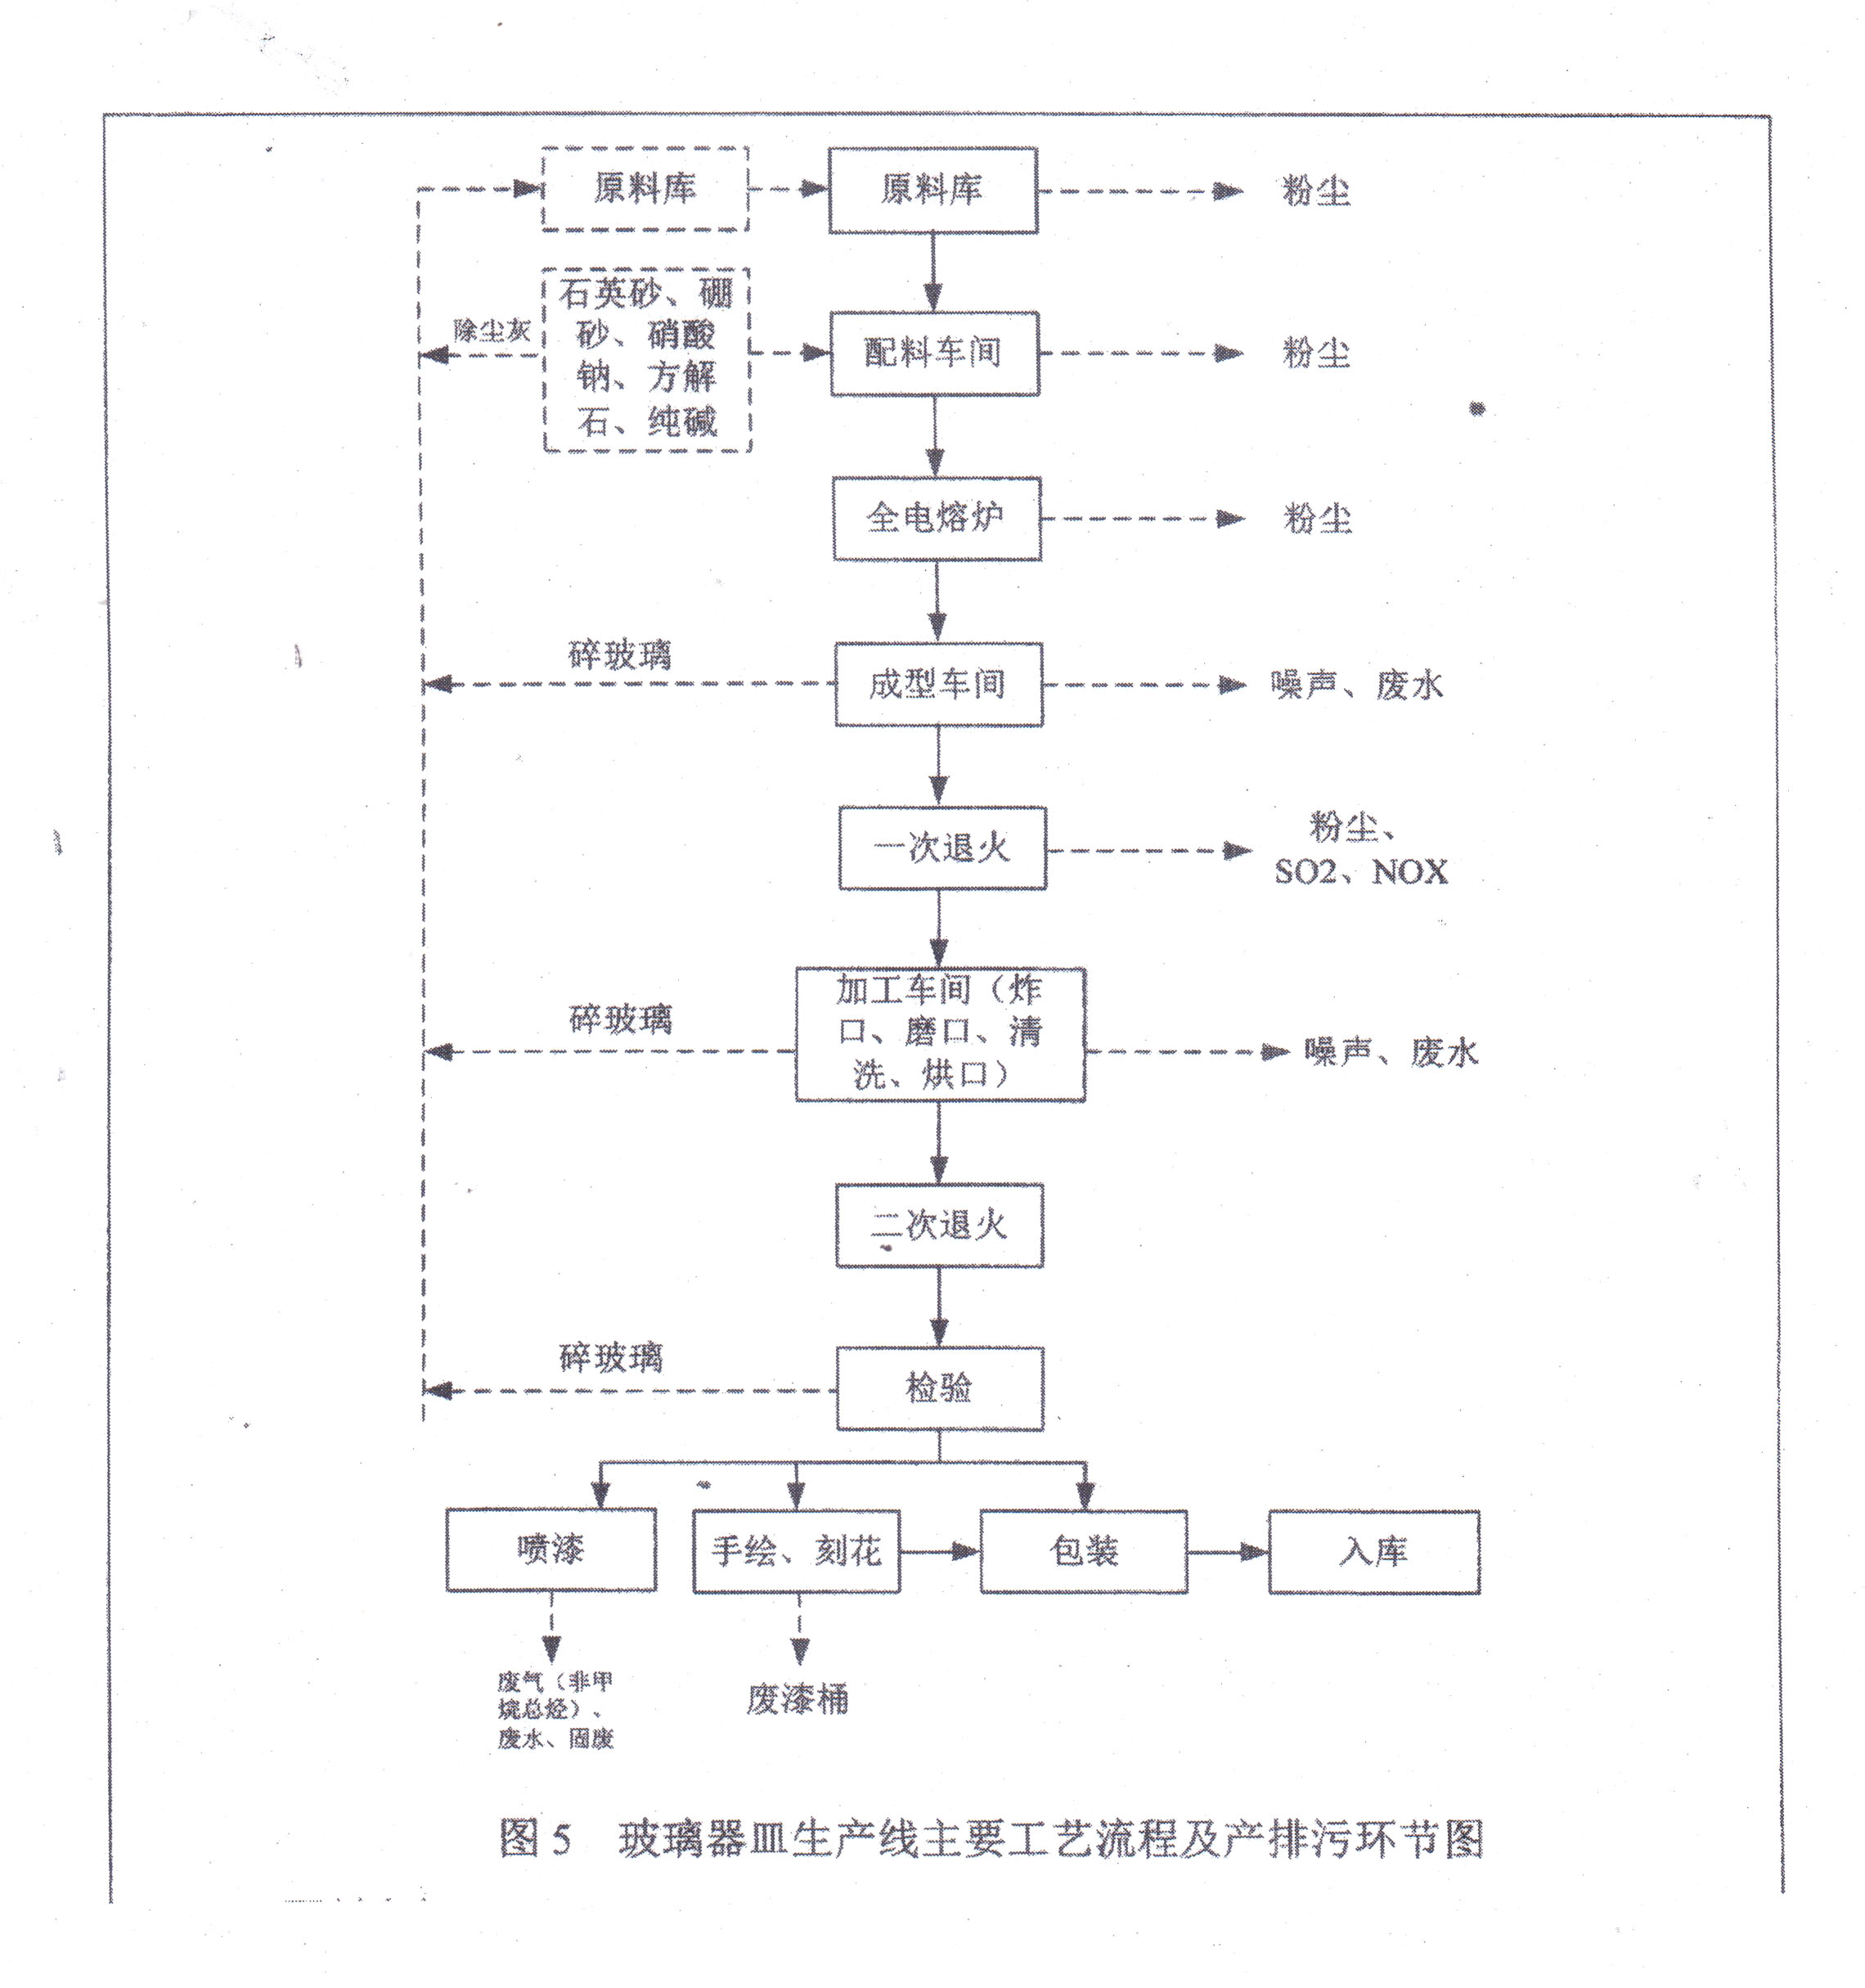 原料库
原料库
粉尘
石英砂、硼
砂、硝酸
钠、方解
石、纯碱
除尘灰
配料车间
粉尘
全电熔炉
粉尘
碎玻璃
成型车间
噪声、废水
一次退火
粉尘、
SO2、NOX
碎玻璃
加工车间（炸
口、磨口、清
洗、烘口）
噪声、废水
二次退火
碎玻璃
检验
喷漆
手绘、刻花
包装
入库
废气（非甲
烷总烃）、
废水、固废
废漆桶
图 5 玻璃器皿生产线主要工艺流程及产排污环节图